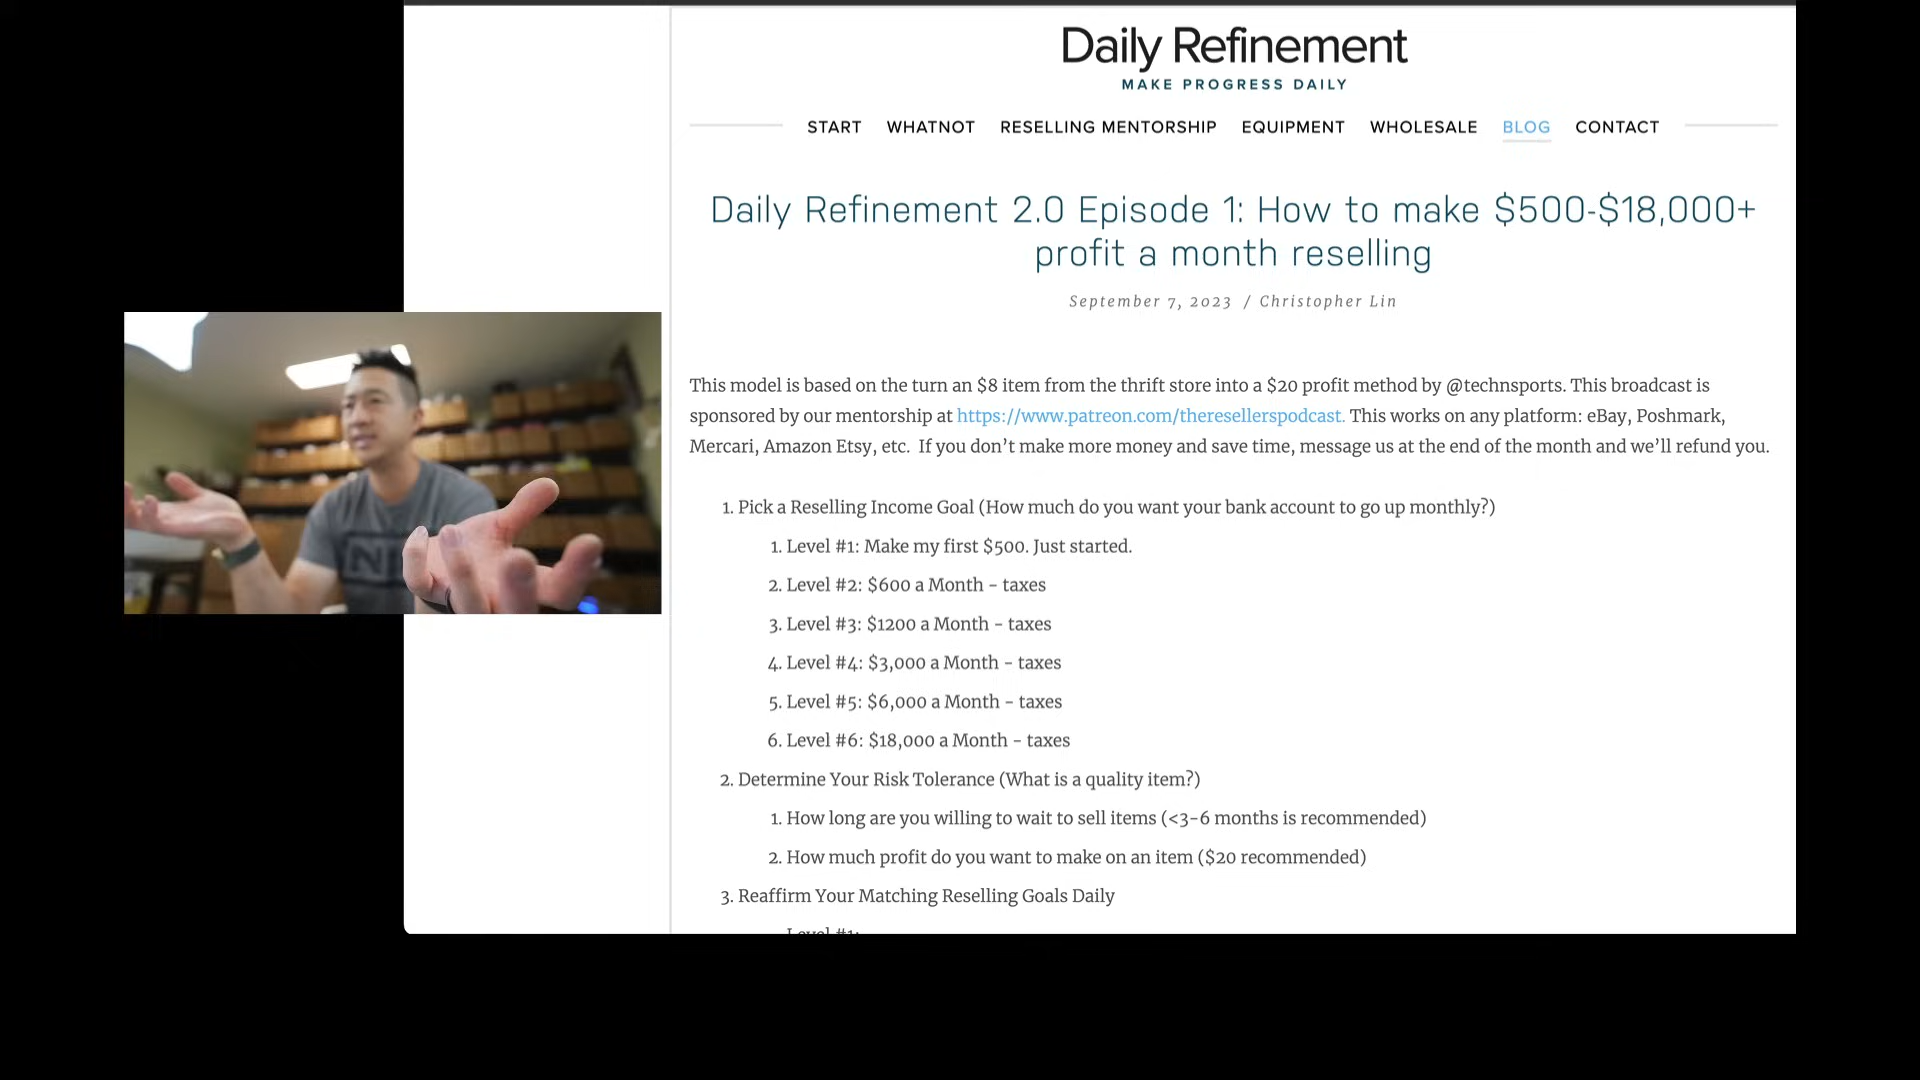 Daily Refinement
MAKE PROGRESS DAILY
START WHATNOT RESELLING MENTORSHIP EQUIPMENT WHOLESALE BLOG CONTACT
Daily Refinement 2.0 Episode 1: How to make $500-$18,000+
profit a month reselling
September 7, 2023 / Christopher Lin
This model is based on the turn an $8 item from the thrift store into a $20 profit method by @technsports. This broadcast is
sponsored by our mentorship at https://www.patreon.com/theresellerspodcast. This works on any platform: eBay, Poshmark,
Mercari, Amazon Etsy, etc.  If you don’t make more money and save time, message us at the end of the month and we’ll refund you.
1. Pick a Reselling Income Goal (How much do you want your bank account to go up monthly?)
1. Level #1: Make my first $500. Just started.
2. Level #2: $600 a Month – taxes
3. Level #3: $1200 a Month – taxes
4. Level #4: $3,000 a Month – taxes
5. Level #5: $6,000 a Month – taxes
6. Level #6: $18,000 a Month – taxes
2. Determine Your Risk Tolerance (What is a quality item?)
1. How long are you willing to wait to sell items (<3-6 months is recommended)
2. How much profit do you want to make on an item ($20 recommended)
3. Reaffirm Your Matching Reselling Goals Daily
Level #1: